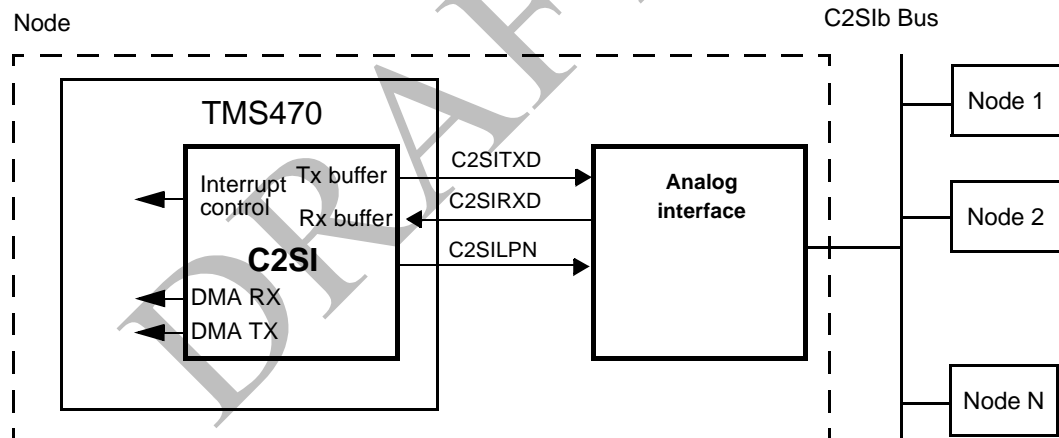 Node
C2SIb Bus
TMS470
Interrupt
control
Tx buffer
Rx buffer
C2SI
DMA RX
DMA TX
C2SITXD
C2SIRXD
C2SILPN
Analog
interface
Node 1
Node 2
Node N
DRAF